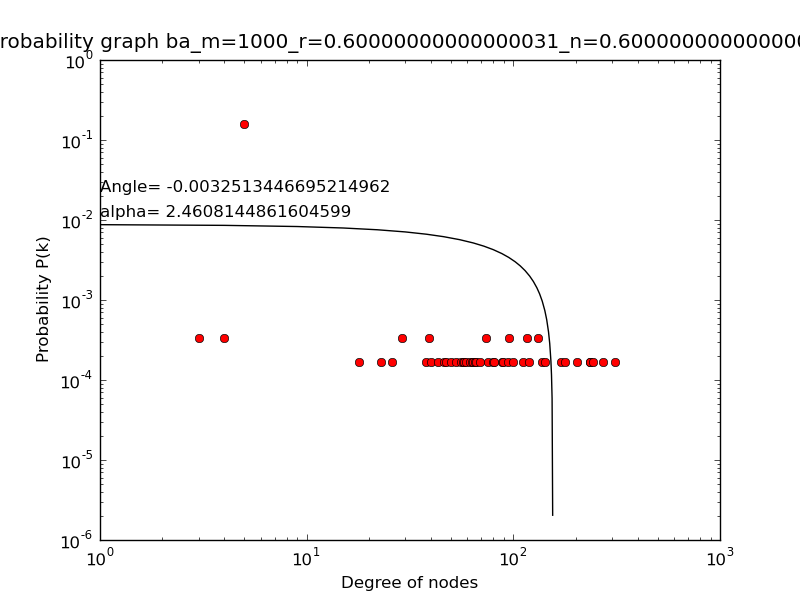 robability graph ba_m=1000_r=0.60000000000000031_n=0.6000000000000000
10^0
10^-1
Angle= -0.0032513446695214962
alpha= 2.4608144861604599
10^-2
Probability P(k)
10^-3
10^-4
10^-5
10^-6
10^0 10^1 10^2 10^3
Degree of nodes